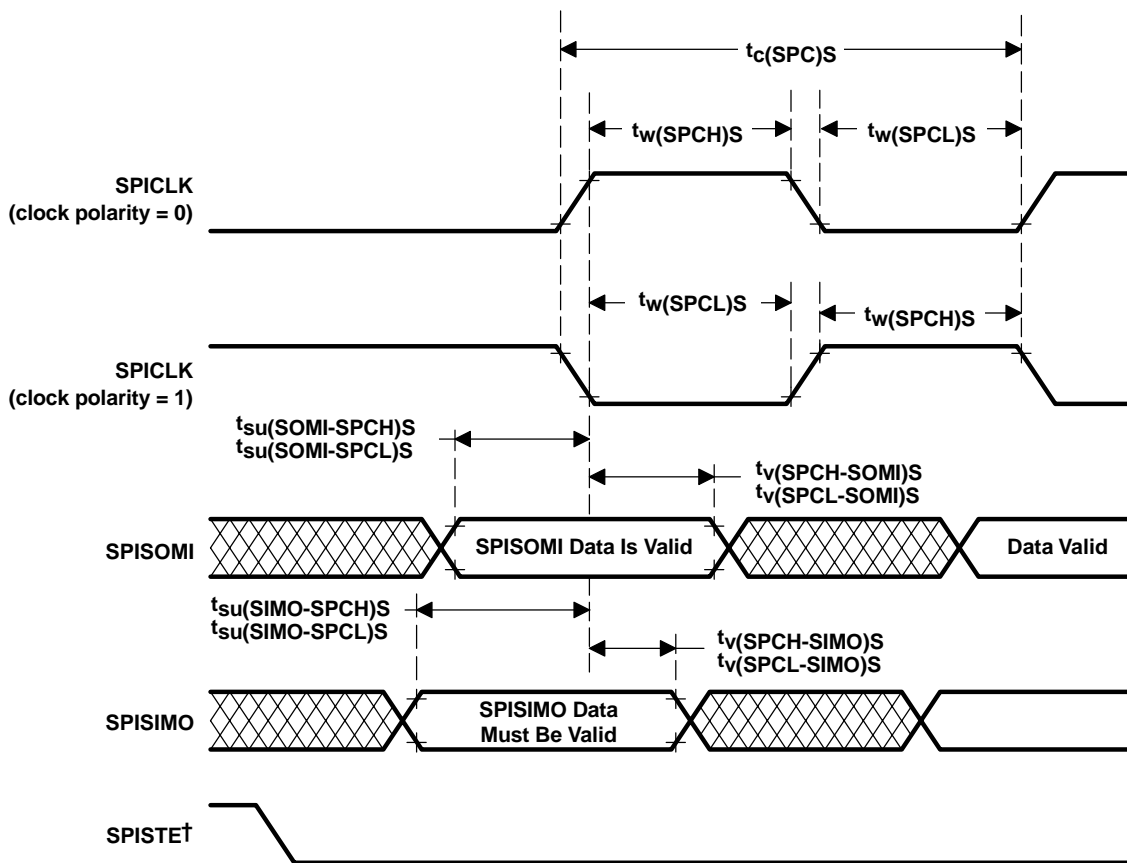 tc(SPC)S
tw(SPCH)S
tw(SPCL)S
SPICLK
(clock polarity = 0)
tw(SPCL)S
tw(SPCH)S
SPICLK
(clock polarity = 1)
tsu(SOMI-SPCH)S
tsu(SOMI-SPCL)S
tv(SPCH-SOMI)S
tv(SPCL-SOMI)S
SPISOMI
SPISOMI Data Is Valid
Data Valid
tsu(SIMO-SPCH)S
tsu(SIMO-SPCL)S
tv(SPCH-SIMO)S
tv(SPCL-SIMO)S
SPISIMO
SPISIMO Data
Must Be Valid
SPISTE†